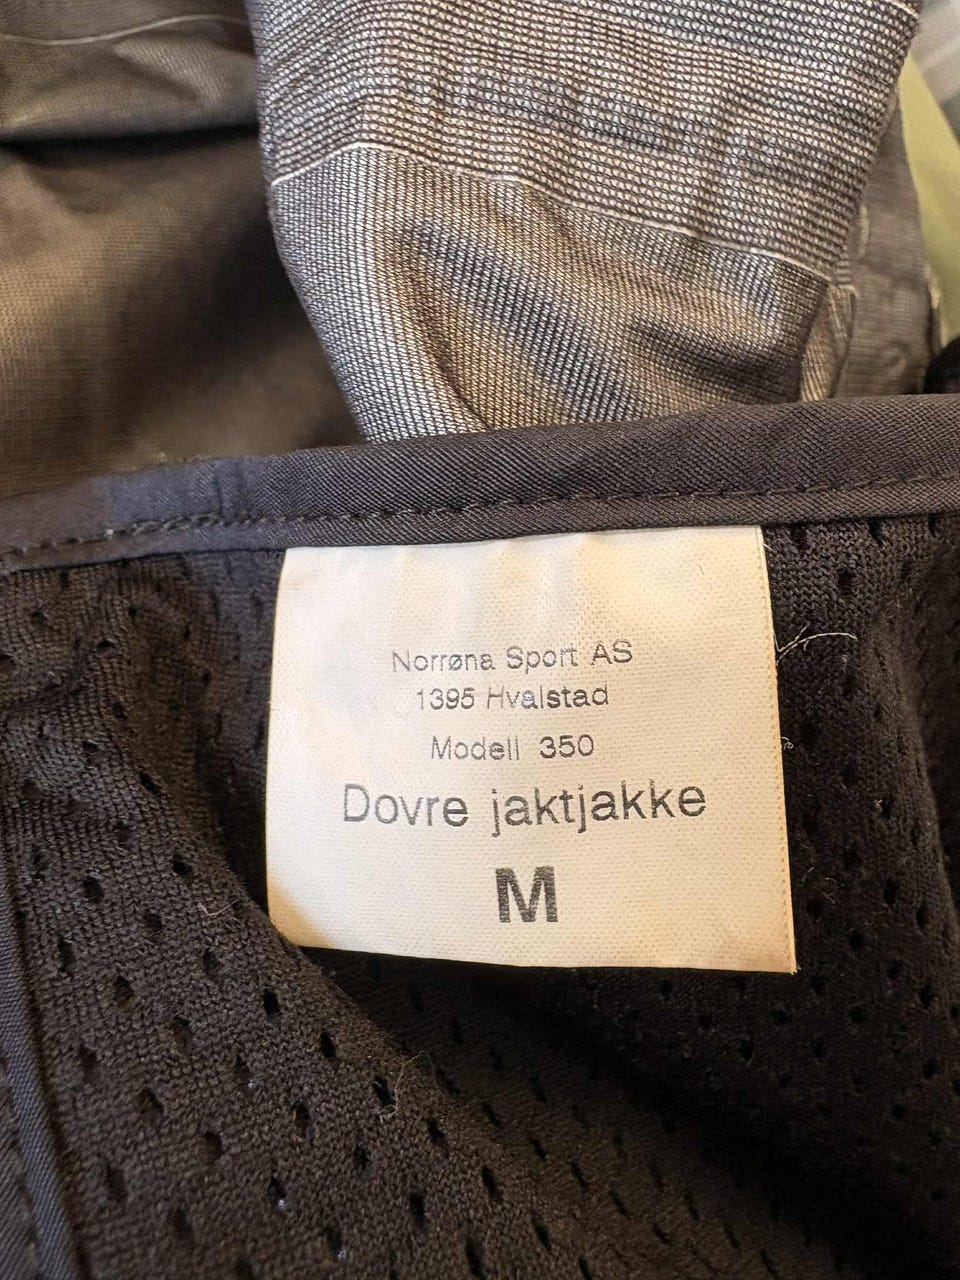 Norrøna Sport AS
1395 Hvalstad
Modell 350
Dovre jaktjakke
M